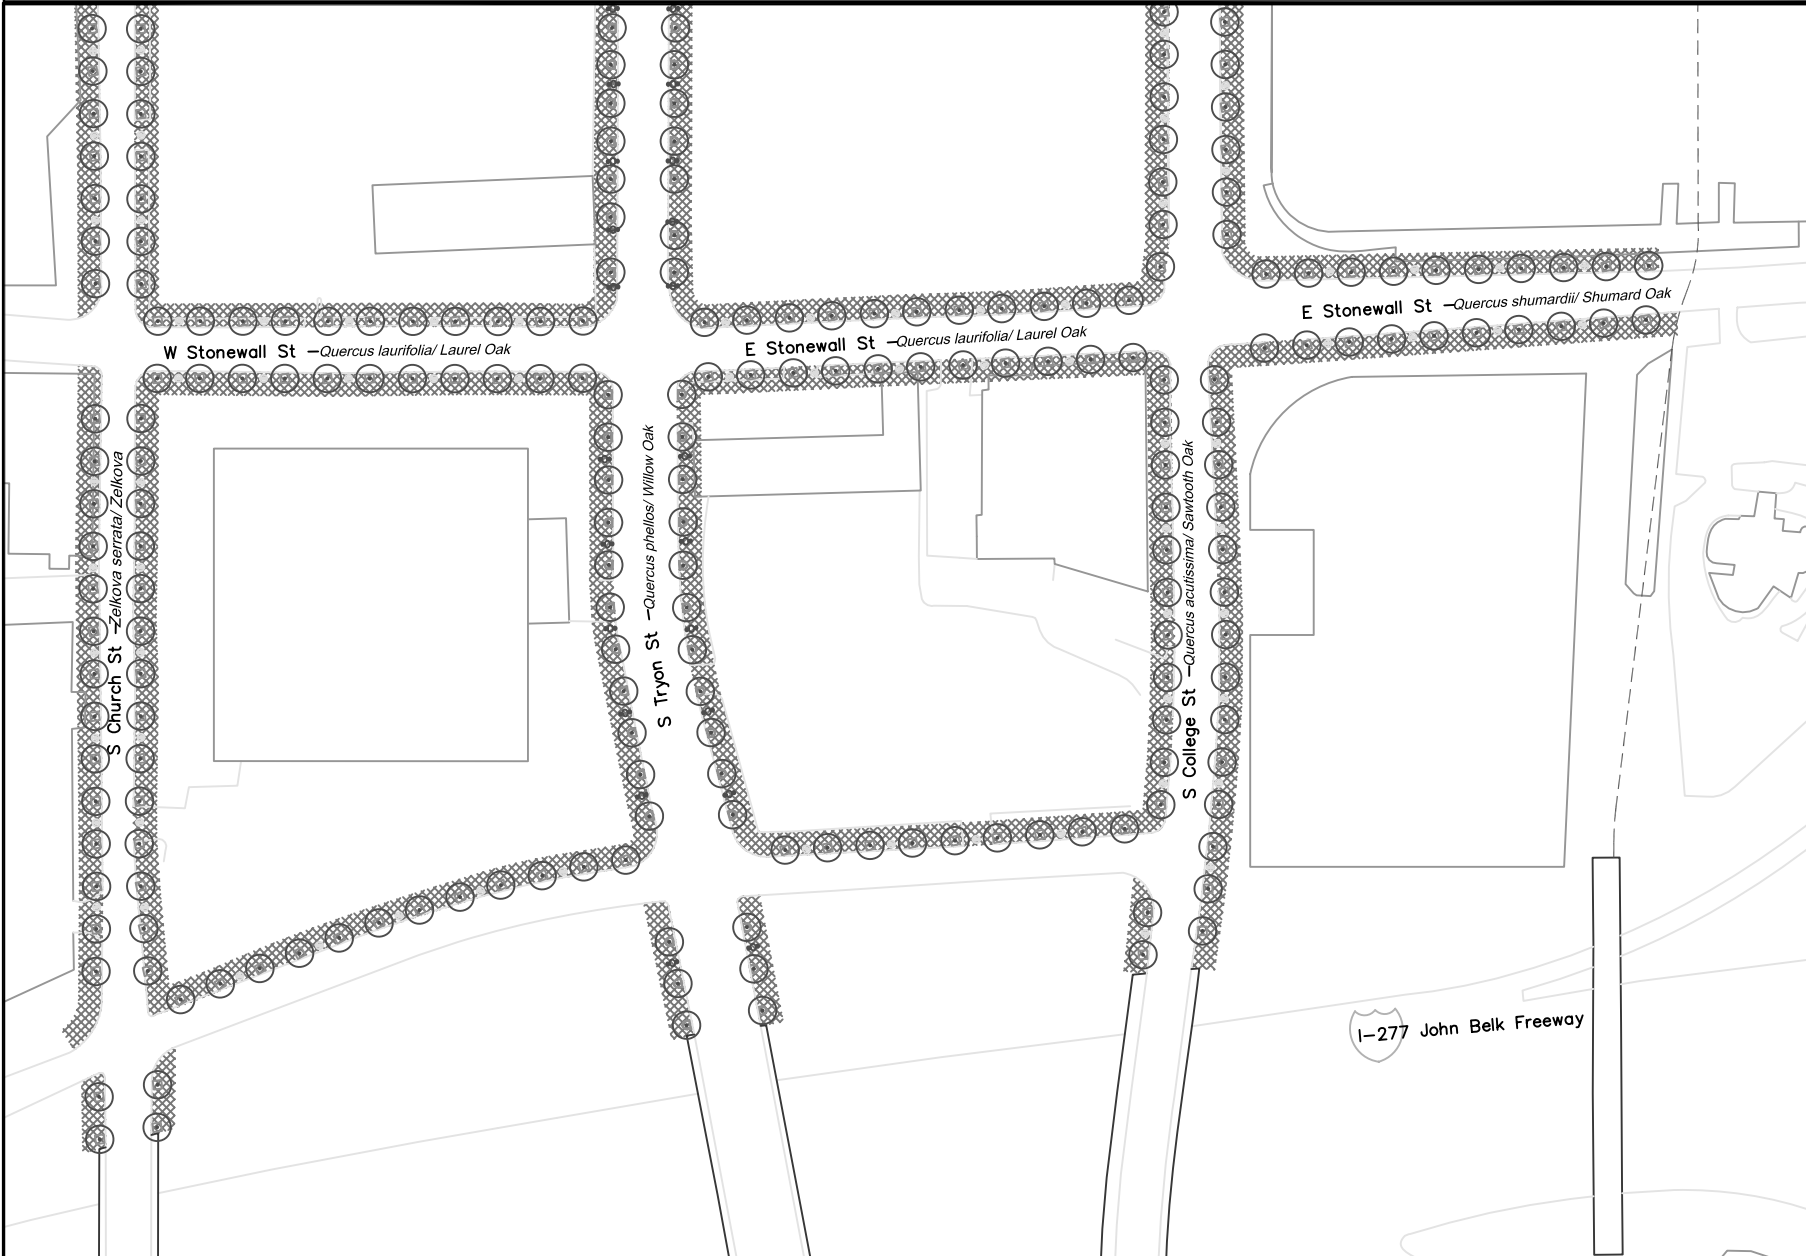 E Stonewall St –Quercus shumardii/ Shumard Oak
E Stonewall St –Quercus laurifolia/ Laurel Oak
W Stonewall St –Quercus laurifolia/ Laurel Oak
S Church St –Zelkova serrata/ Zelkova
S Tryon St –Quercus phellos/ Willow Oak
S College St –Quercus acutissima/ Sawtooth Oak
I–277 John Belk Freeway